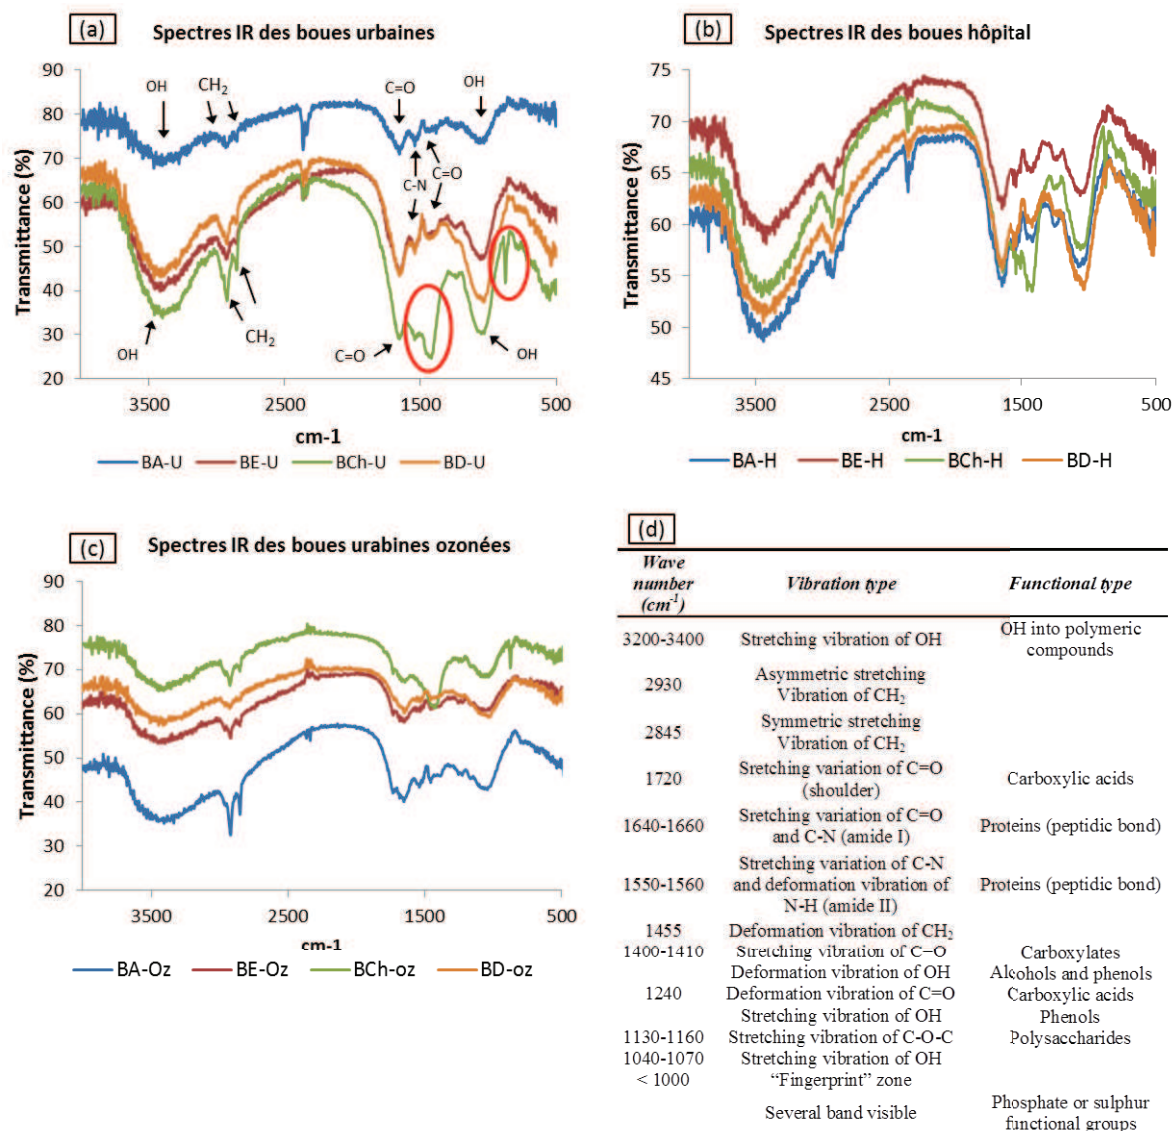 (a) Spectres IR des boues urbaines
Transmittance (%)
90
80
70
60
50
40
30
20
OH
CH2
C=O
OH
C-N
C=O
OH
CH2
C=O
OH
3500 2500 1500 500
cm-1
BA-U BE-U BCh-U BD-U
(b) Spectres IR des boues hôpital
Transmittance (%)
75
70
65
60
55
50
45
3500 2500 1500 500
cm-1
BA-H BE-H BCh-H BD-H
(c) Spectres IR des boues urabines ozonées
Transmittance (%)
90
80
70
60
50
40
30
20
3500 2500 1500 500
cm-1
BA-Oz BE-Oz BCh-oz BD-oz
(d)
Wave
number
(cm-1)
Vibration type
Functional type
3200-3400 Stretching vibration of OH OH into polymeric
compounds
2930 Asymmetric stretching
Vibration of CH2
2845 Symmetric stretching
Vibration of CH2
1720 Sretching variation of C=O
(shoulder) Carboxylic acids
1640-1660 Sretching variation of C=O
and C-N (amide I) Proteins (peptidic bond)
1550-1560 Stretching variation of C-N
and deformation vibration of
N-H (amide II) Proteins (peptidic bond)
1455 Deformation vibration of CH2
1400-1410 Stretching vibration of C=O Carboxylates
Deformation vibration of OH Alcohols and phenols
1240 Deformation vibration of C=O Carboxylic acids
Stretching vibration of OH Phenols
1130-1160 Stretching vibration of C-O-C Polysaccharides
1040-1070 Stretching vibration of OH
< 1000 “Fingerprint” zone
Several band visible Phosphate or sulphur
functional groups